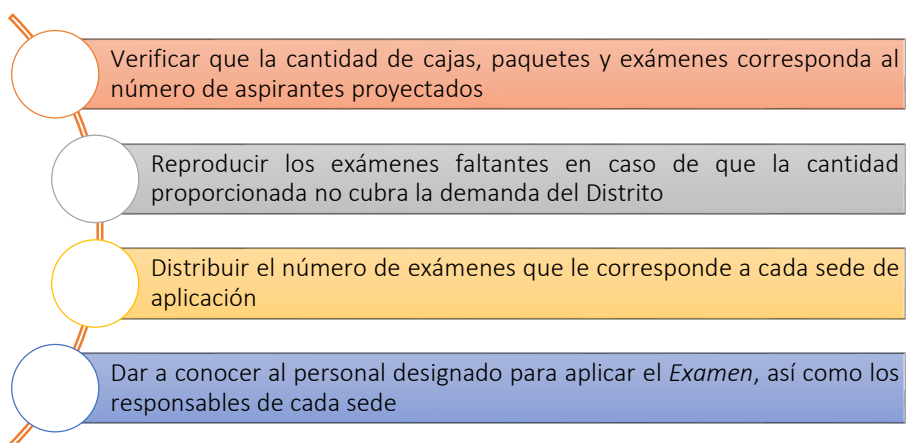 Verificar que la cantidad de cajas, paquetes y exámenes corresponda al
número de aspirantes proyectados
Reproducir los exámenes faltantes en caso de que la cantidad
proporcionada no cubra la demanda del Distrito
Distribuir el número de exámenes que le corresponde a cada sede de
aplicación
Dar a conocer al personal designado para aplicar el Examen, así como los
responsables de cada sede